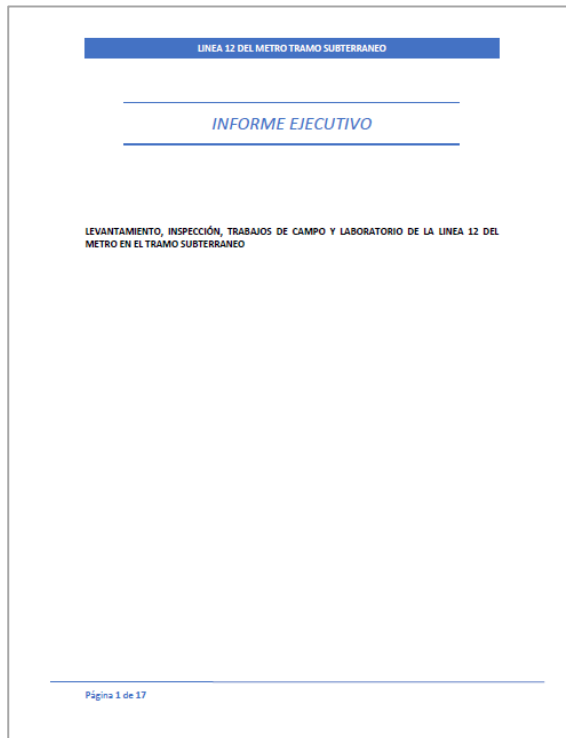 LINEA 12 DEL METRO TRAMO SUBTERRANEO
INFORME EJECUTIVO
LEVANTAMIENTO, INSPECCIÓN, TRABAJOS DE CAMPO Y LABORATORIO DE LA LINEA 12 DEL
METRO EN EL TRAMO SUBTERRANEO
Página 1 de 17